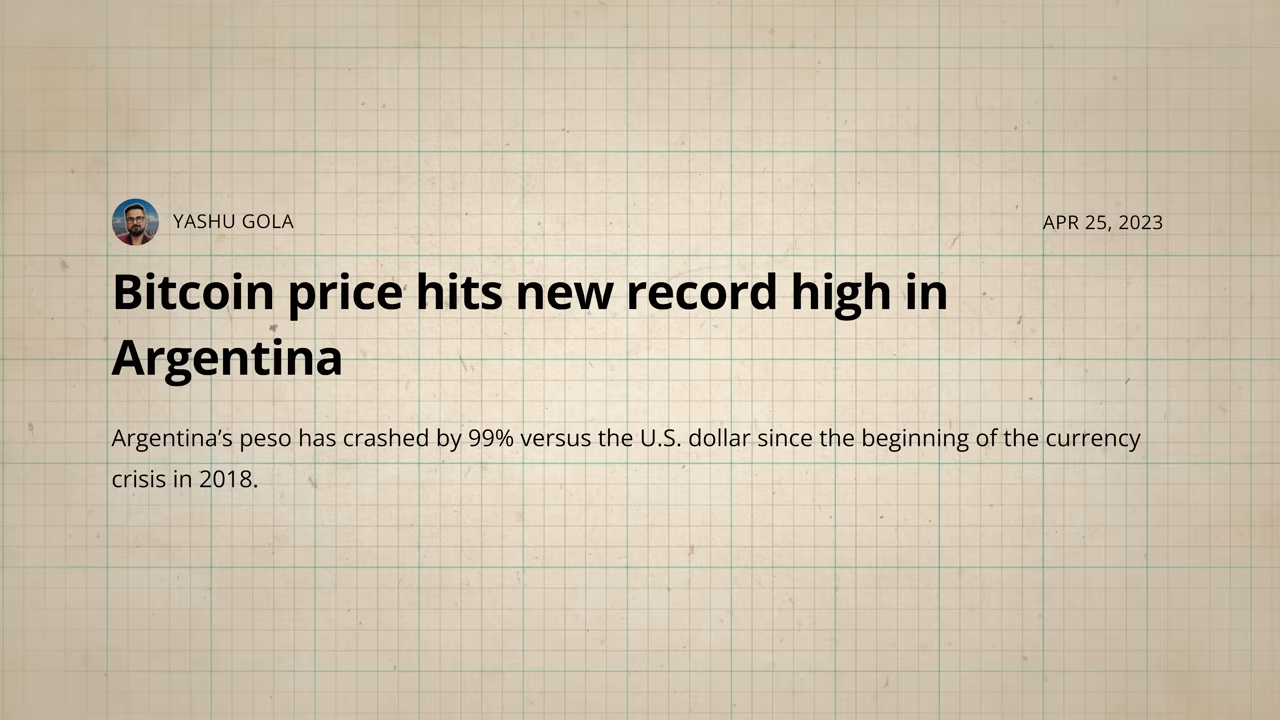 YASHU GOLA
APR 25, 2023
Bitcoin price hits new record high in
Argentina
Argentina’s peso has crashed by 99% versus the U.S. dollar since the beginning of the currency
crisis in 2018.